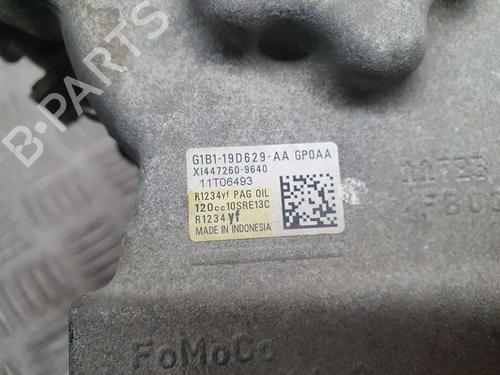 G1B1-19D629-AA GP0AA
XI447260-9640
11T06493
R1234yf PAG OIL
120cc10SRE13C
R1234yf
MADE IN INDONESIA
FoMoCo
B-PARTS